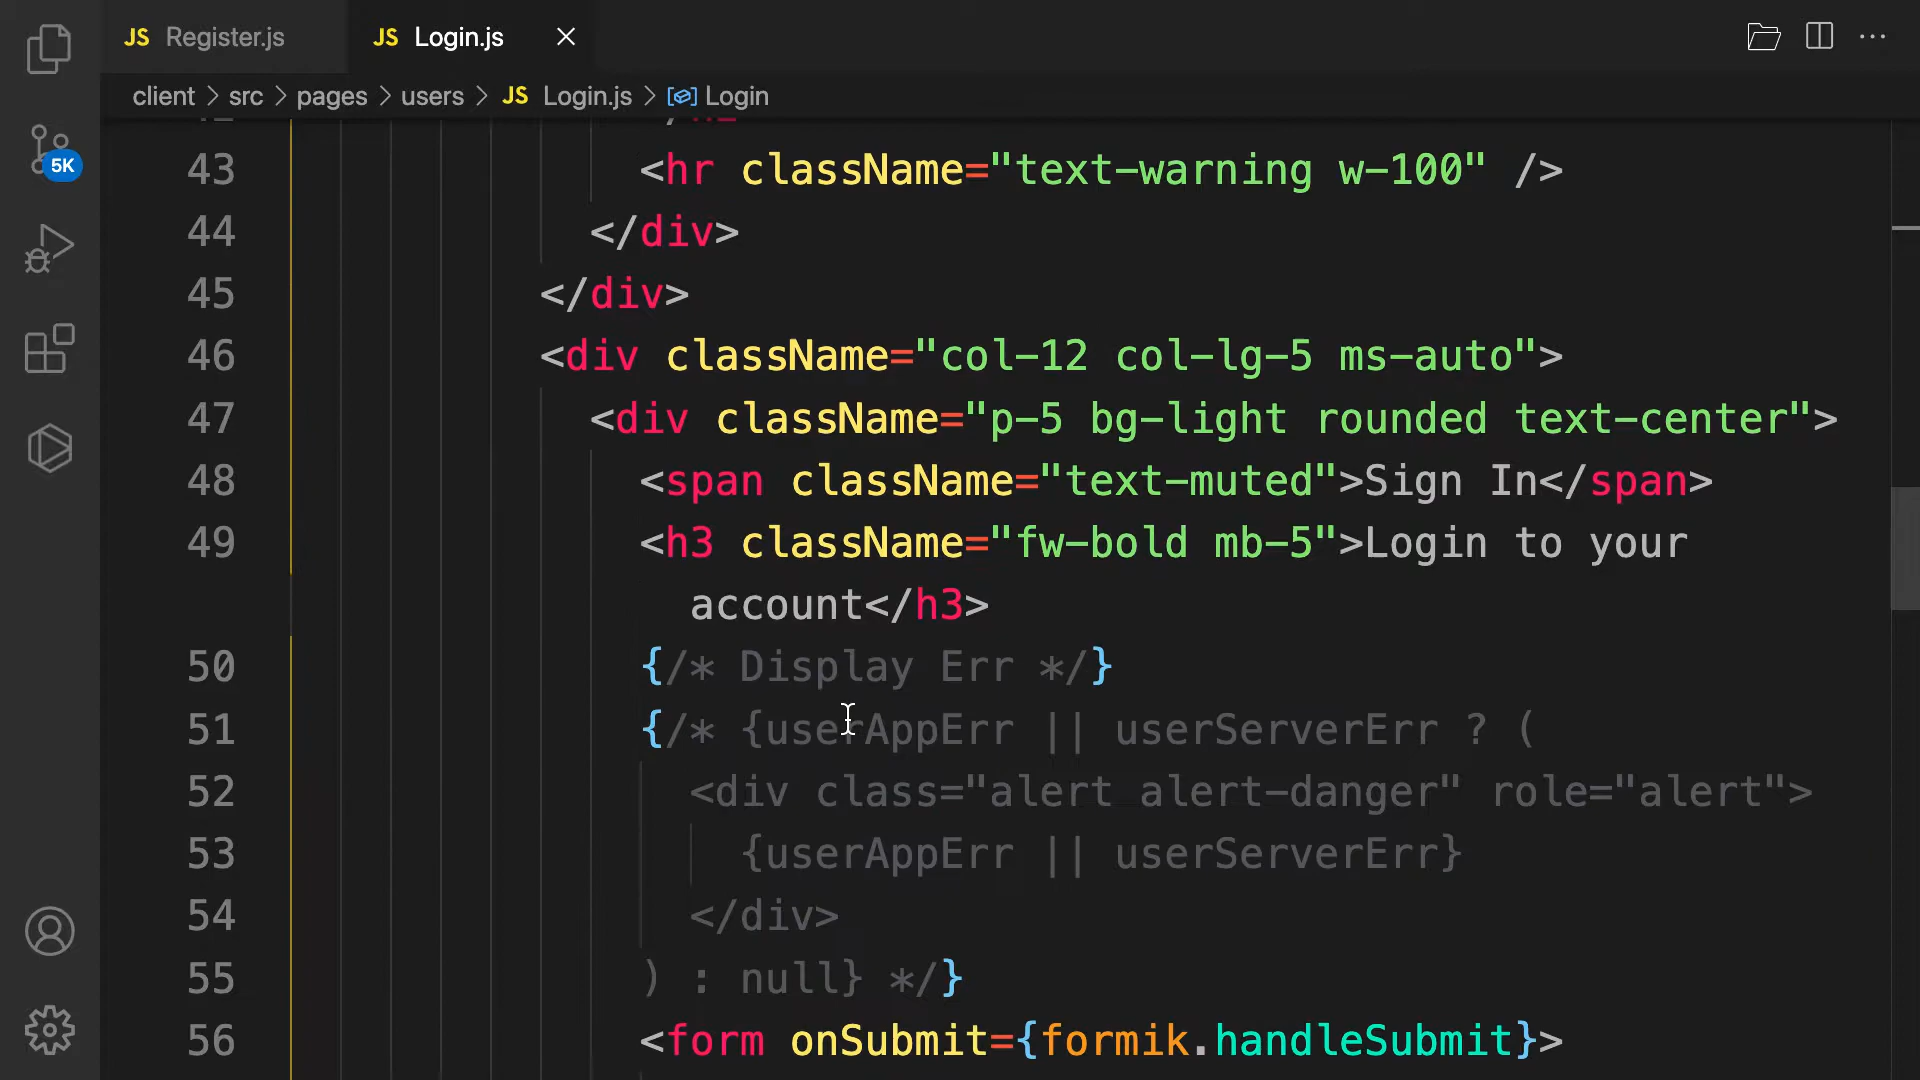 JS Register.js JS Login.js
client > src > pages > users > JS Login.js > Login
5K
43 <hr className="text-warning w-100" />
44 </div>
45 </div>
46 <div className="col-12 col-lg-5 ms-auto">
47 <div className="p-5 bg-light rounded text-center">
48 <span className="text-muted">Sign In</span>
49 <h3 className="fw-bold mb-5">Login to your
account</h3>
50 {/* Display Err */}
51 {/* {userAppErr || userServerErr ? (
52 <div class="alert alert-danger" role="alert">
53 {userAppErr || userServerErr}
54 </div>
55 ) : null} */}
56 <form onSubmit={formik.handleSubmit}>